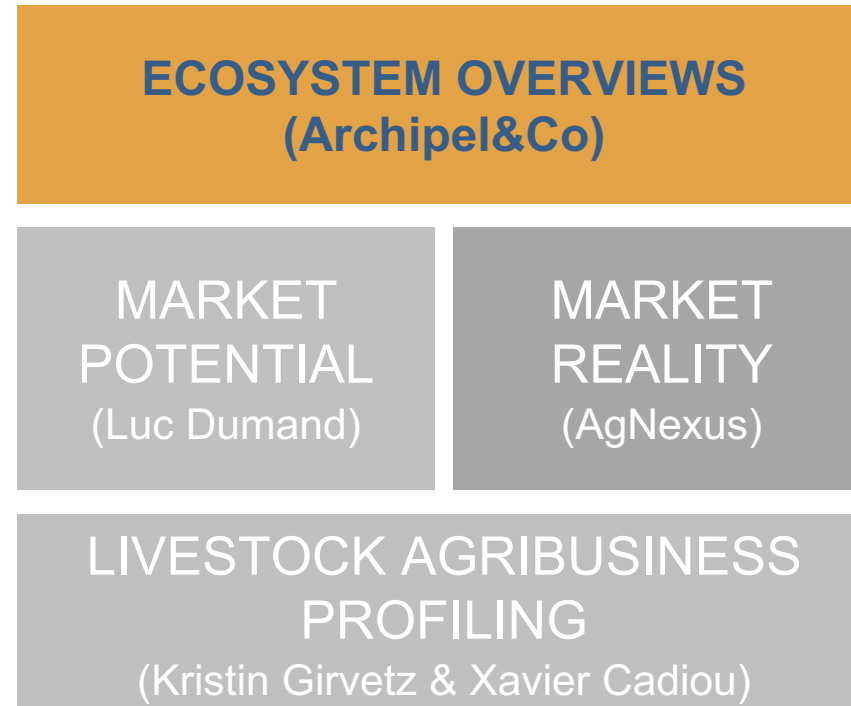 ECOSYSTEM OVERVIEWS
(Archipel&Co)
MARKET
POTENTIAL
(Luc Dumand)
MARKET
REALITY
(AgNexus)
LIVESTOCK AGRIBUSINESS
PROFILING
(Kristin Girvetz & Xavier Cadiou)